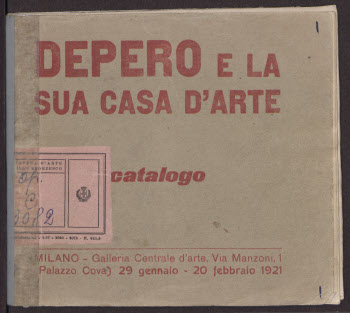 DEPERO E LA
SUA CASA D'ARTE
catalogo
MILANO - Galleria Centrale d'arte, Via Manzoni, 1
(Palazzo Cova) 29 gennaio - 20 febbraio 1921